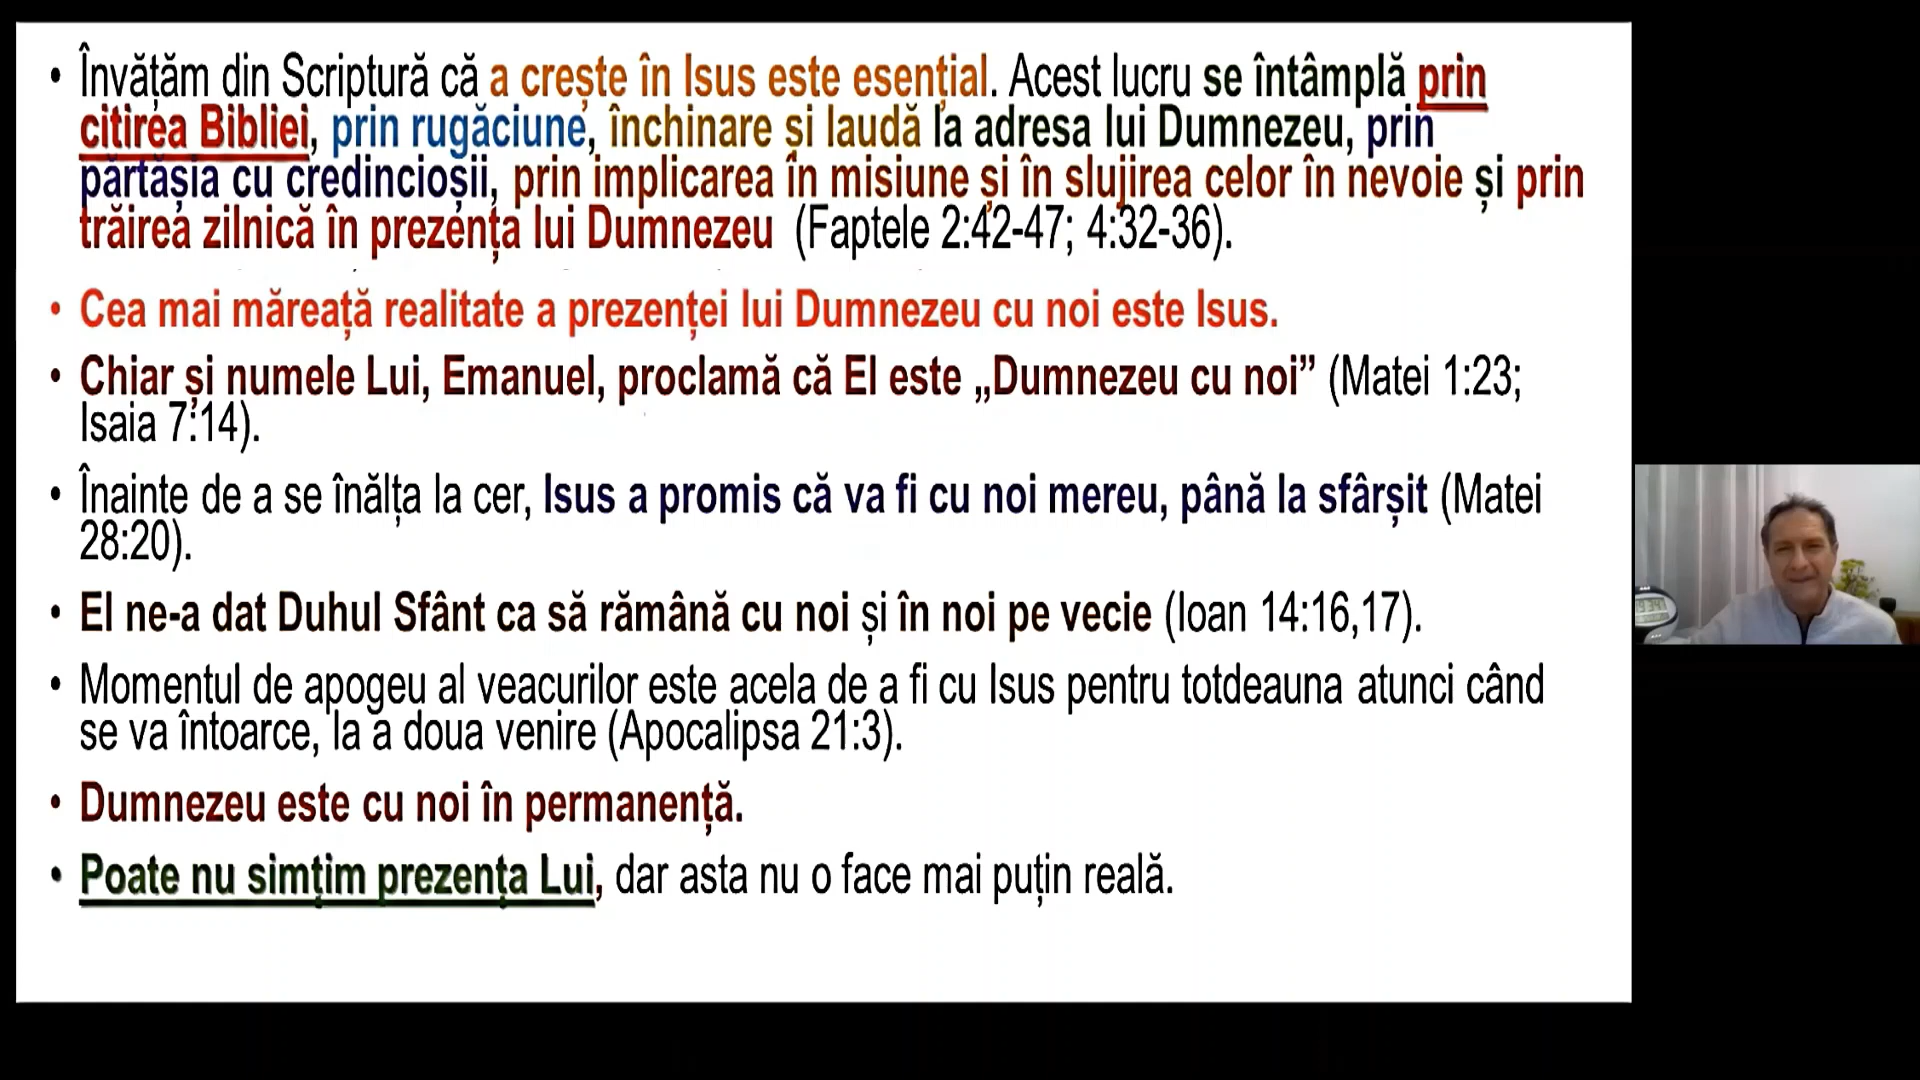 • Învățăm din Scriptură că a crește în Isus este esențial. Acest lucru se întâmplă prin
citirea Bibliei, prin rugăciune, închinare și laudă la adresa lui Dumnezeu, prin
părtășia cu credincioșii, prin implicarea în misiune și în slujirea celor în nevoie și prin
trăirea zilnică în prezența lui Dumnezeu (Faptele 2:42-47; 4:32-36).
• Cea mai măreață realitate a prezenței lui Dumnezeu cu noi este Isus.
• Chiar și numele Lui, Emanuel, proclamă că El este „Dumnezeu cu noi” (Matei 1:23;
Isaia 7:14).
• Înainte de a se înălța la cer, Isus a promis că va fi cu noi mereu, până la sfârșit (Matei
28:20).
• El ne-a dat Duhul Sfânt ca să rămână cu noi și în noi pe vecie (Ioan 14:16,17).
• Momentul de apogeu al veacurilor este acela de a fi cu Isus pentru totdeauna atunci când
se va întoarce, la a doua venire (Apocalipsa 21:3).
• Dumnezeu este cu noi în permanență.
• Poate nu simțim prezența Lui, dar asta nu o face mai puțin reală.